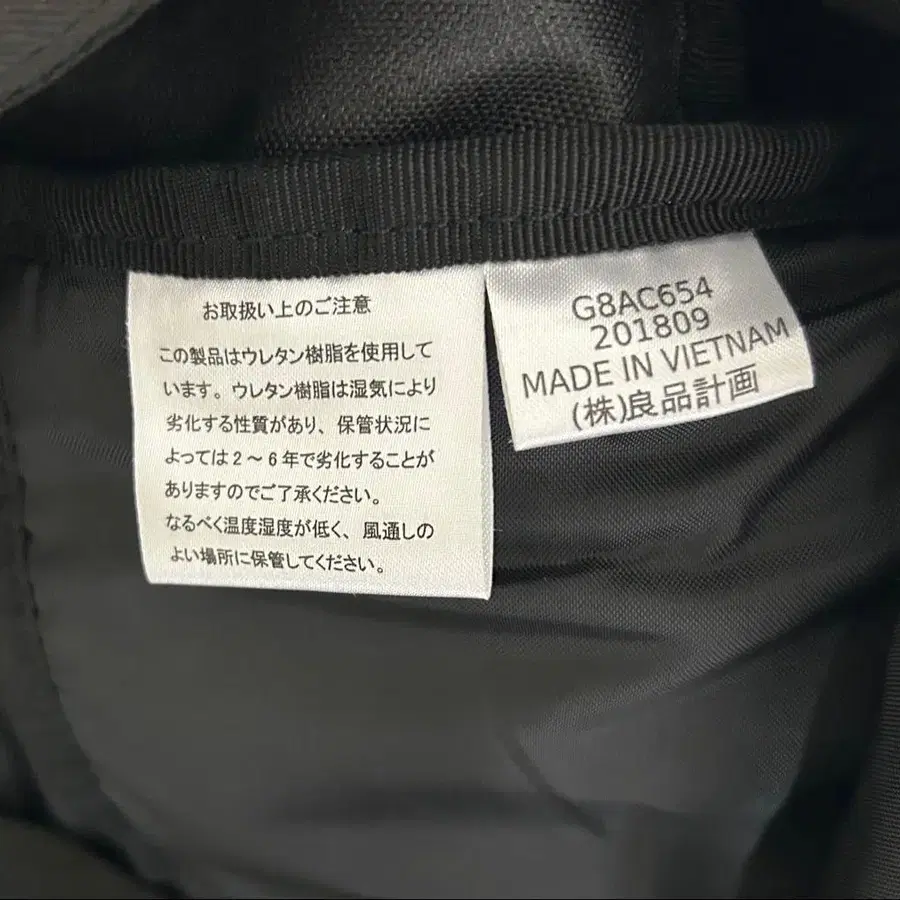 お取扱い上のご注意
この製品はウレタン樹脂を使用して
います。ウレタン樹脂は湿気により
劣化する性質があり、保管状況に
よっては2～6年で劣化することが
ありますのでご了承ください。
なるべく温度湿度が低く、風通しの
よい場所に保管してください。
G8AC654
201809
MADE IN VIETNAM
(株)良品計画